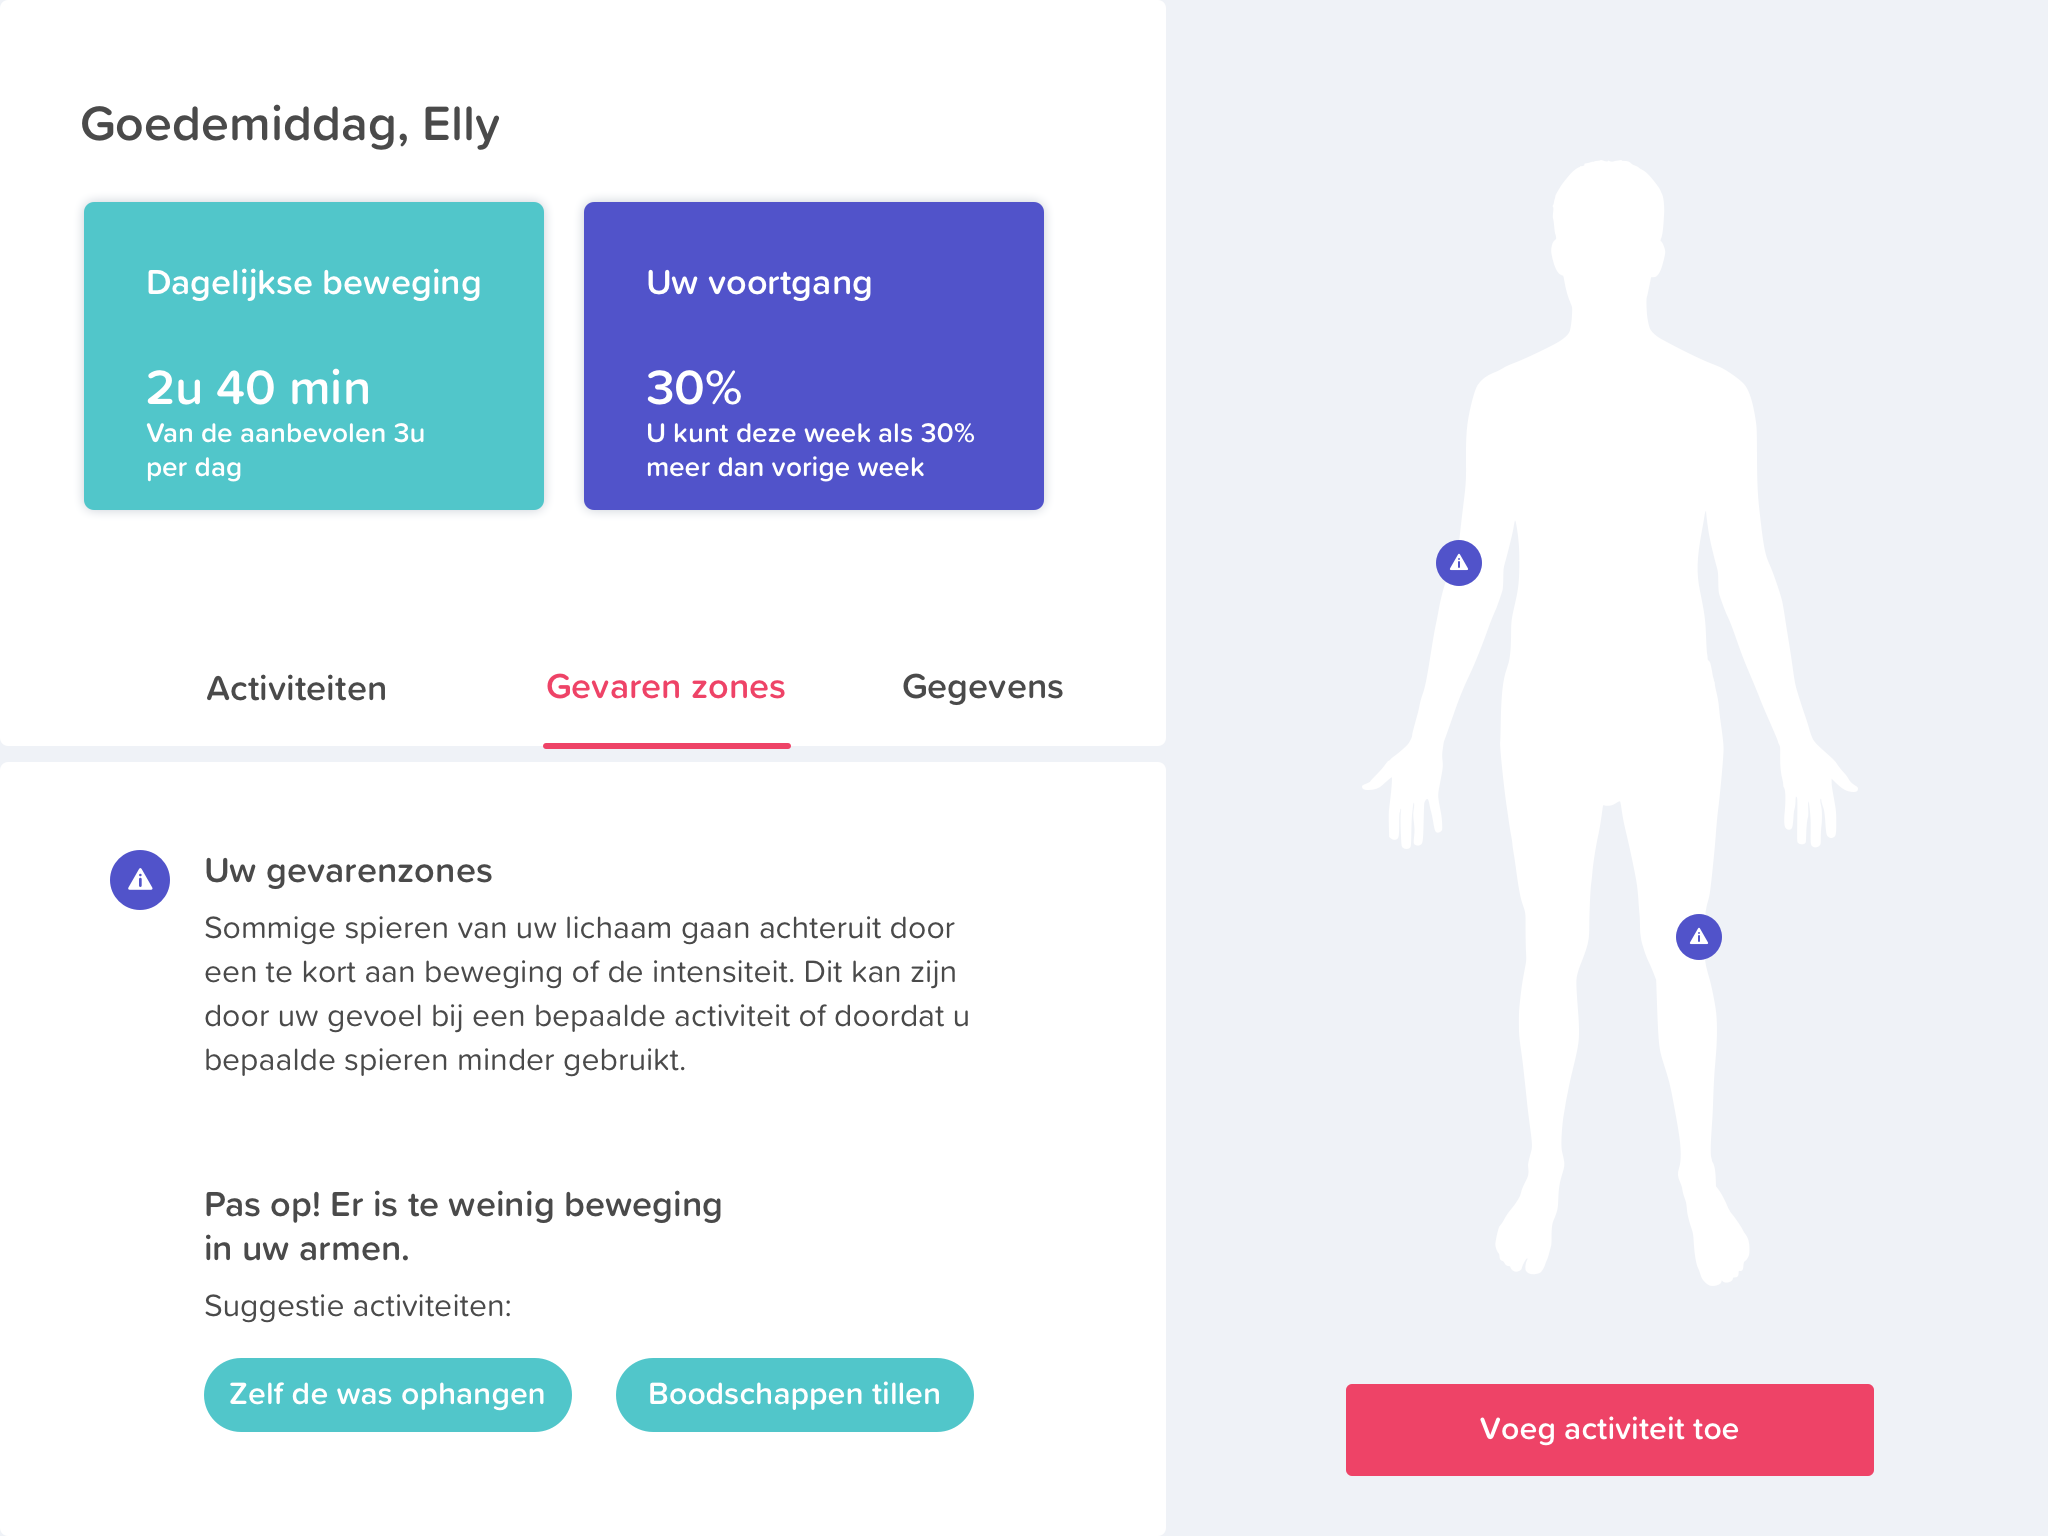 Goedemiddag, Elly
Dagelijkse beweging
2u 40 min
Van de aanbevolen 3u
per dag
Uw voortgang
30%
U kunt deze week als 30%
meer dan vorige week
Activiteiten
Gevaren zones
Gegevens
Uw gevarenzones
Sommige spieren van uw lichaam gaan achteruit door
een te kort aan beweging of de intensiteit. Dit kan zijn
door uw gevoel bij een bepaalde activiteit of doordat u
bepaalde spieren minder gebruikt.
Pas op! Er is te weinig beweging
in uw armen.
Suggestie activiteiten:
Zelf de was ophangen
Boodschappen tillen
Voeg activiteit toe